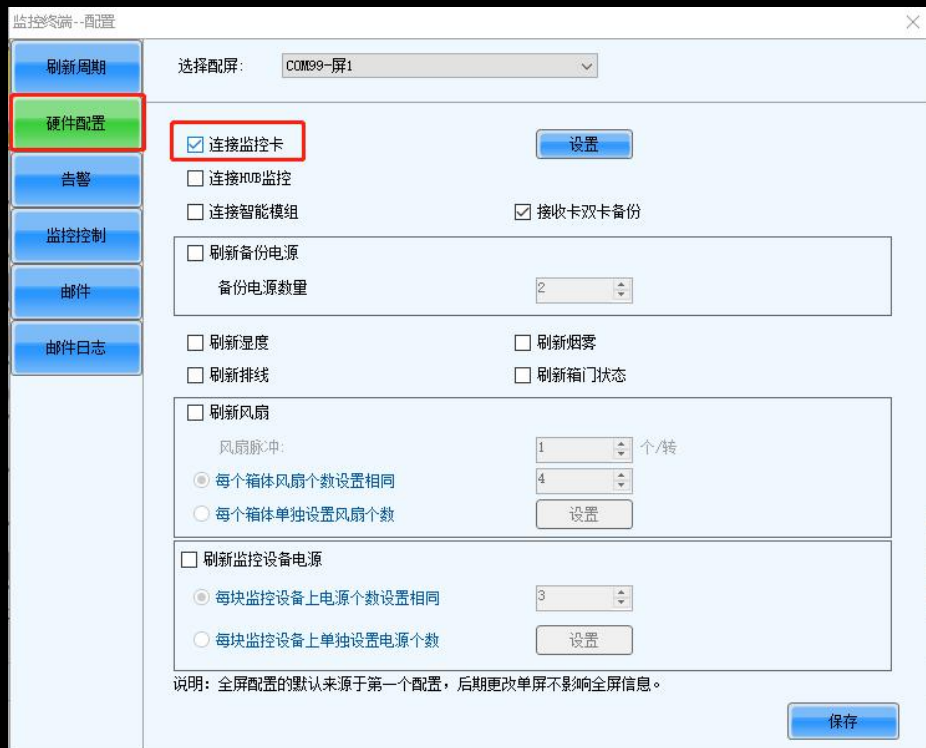 监控终端--配置
刷新周期
选择配屏:
COM99-屏1
硬件配置
连接监控卡
设置
告警
连接HUB监控
连接智能模组
接收卡双卡备份
监控控制
刷新备份电源
邮件
备份电源数量
2
邮件日志
刷新湿度
刷新烟雾
刷新排线
刷新箱门状态
刷新风扇
风扇脉冲:
1
个/转
每个箱体风扇个数设置相同
4
每个箱体单独设置风扇个数
设置
刷新监控设备电源
每块监控设备上电源个数设置相同
3
每块监控设备上单独设置电源个数
设置
说明: 全屏配置的默认来源于第一个配置，后期更改单屏不影响全屏信息。
保存